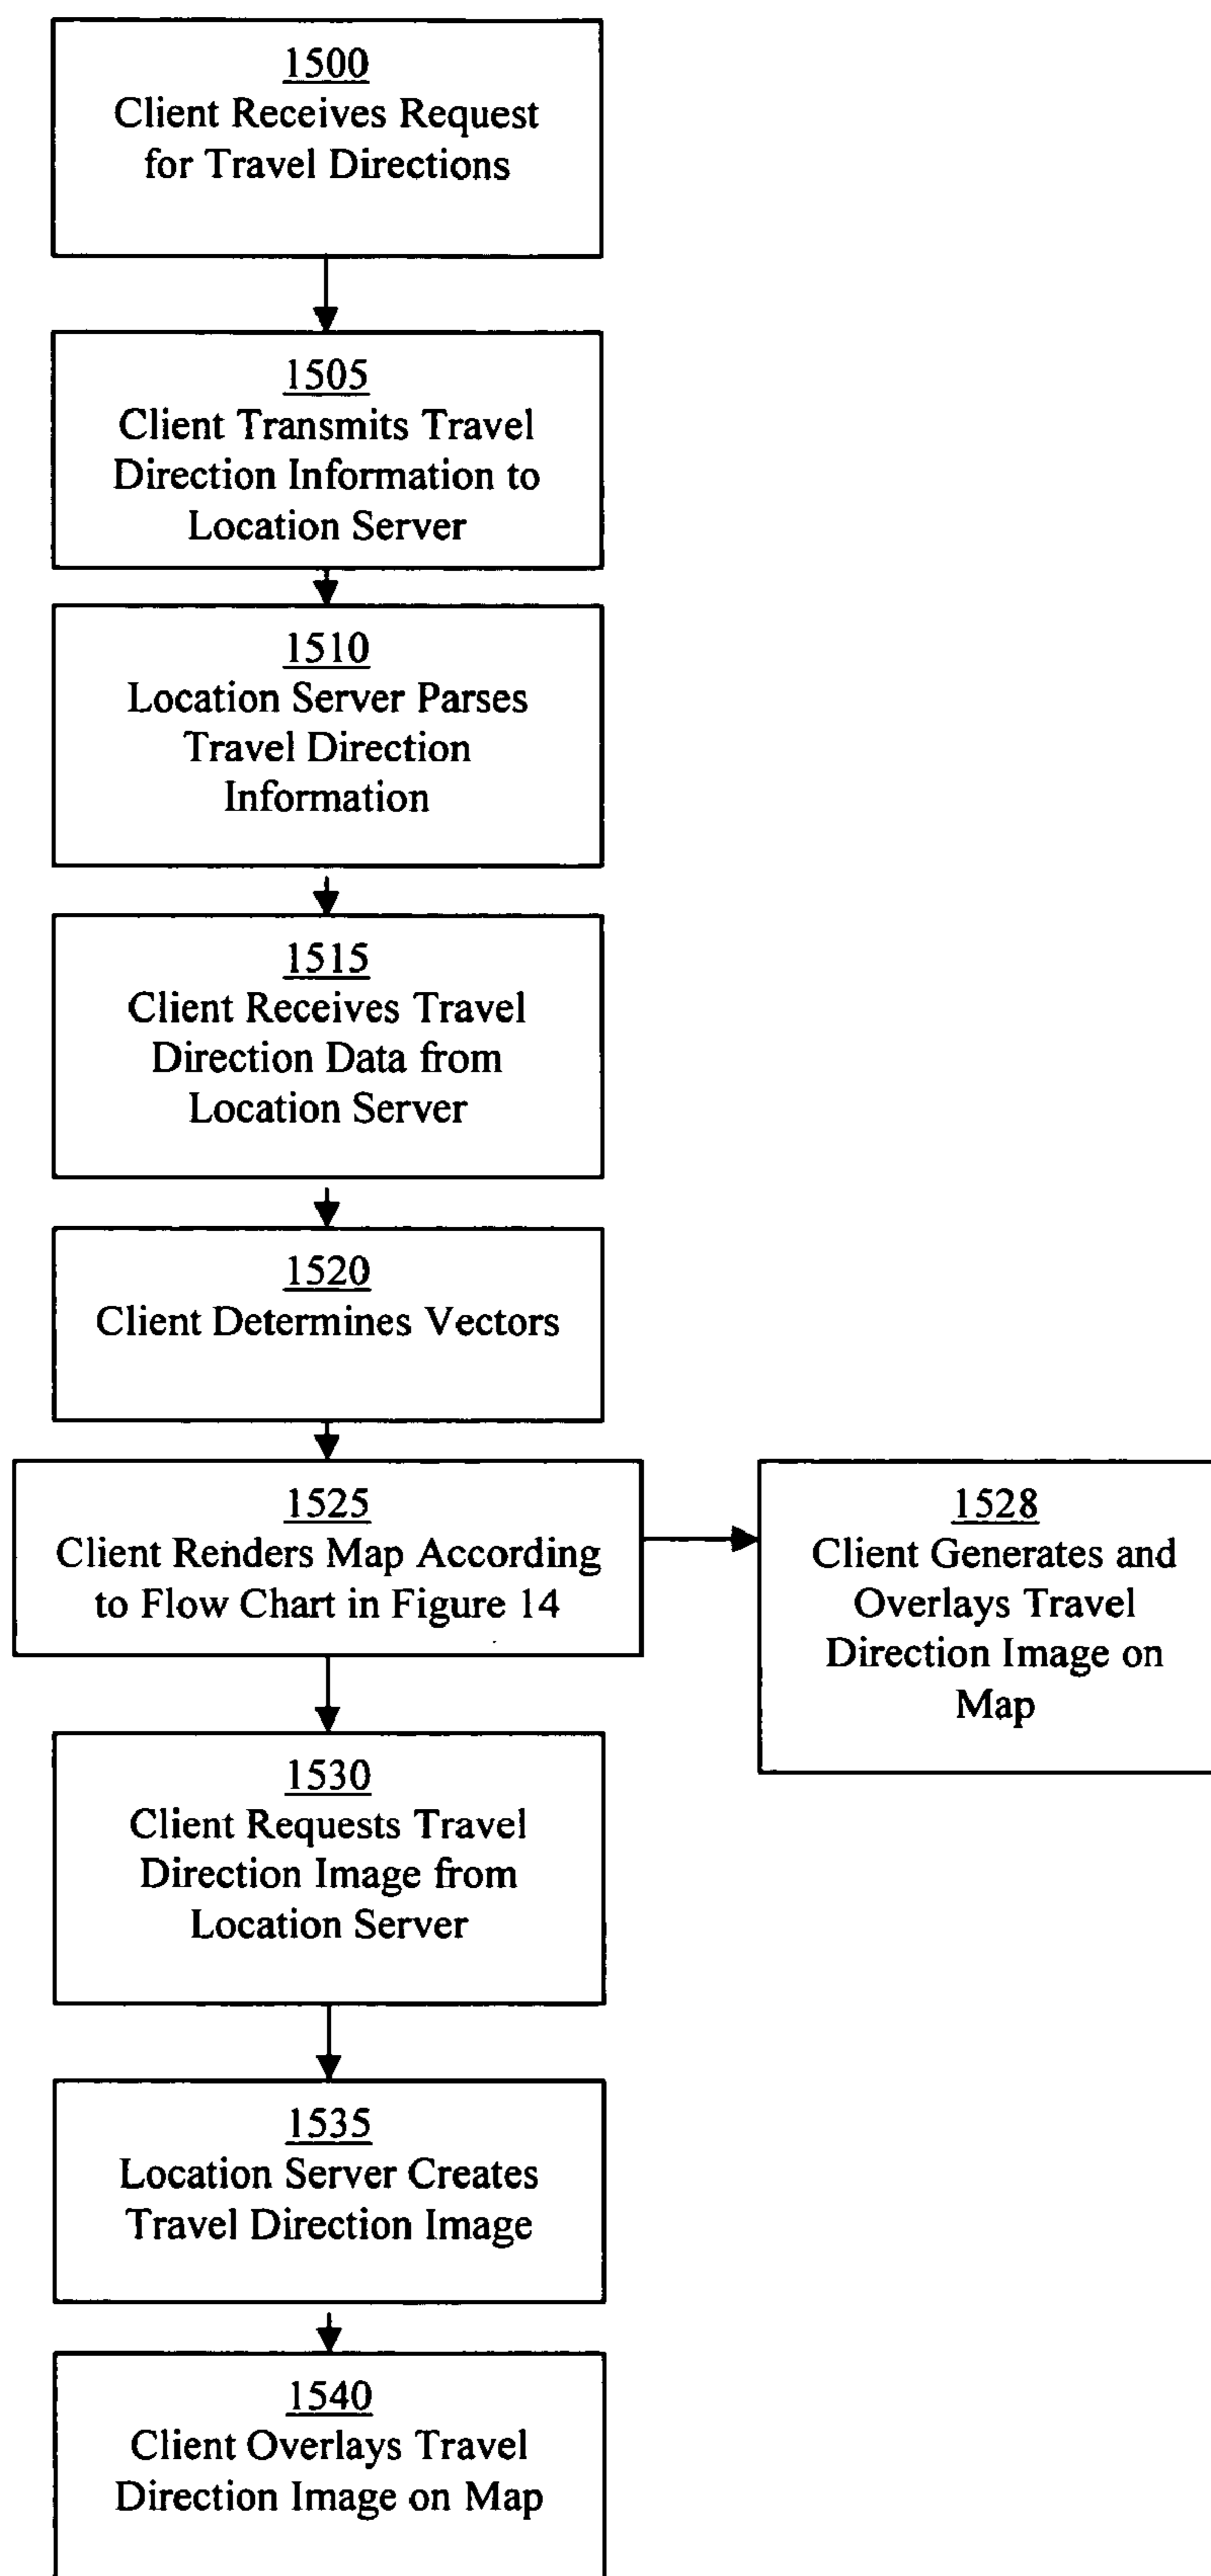 1500
Client Receives Request
for Travel Directions
1505
Client Transmits Travel
Direction Information to
Location Server
1510
Location Server Parses
Travel Direction
Information
1515
Client Receives Travel
Direction Data from
Location Server
1520
Client Determines Vectors
1525
Client Renders Map According
to Flow Chart in Figure 14
1528
Client Generates and
Overlays Travel
Direction Image on
Map
1530
Client Requests Travel
Direction Image from
Location Server
1535
Location Server Creates
Travel Direction Image
1540
Client Overlays Travel
Direction Image on Map